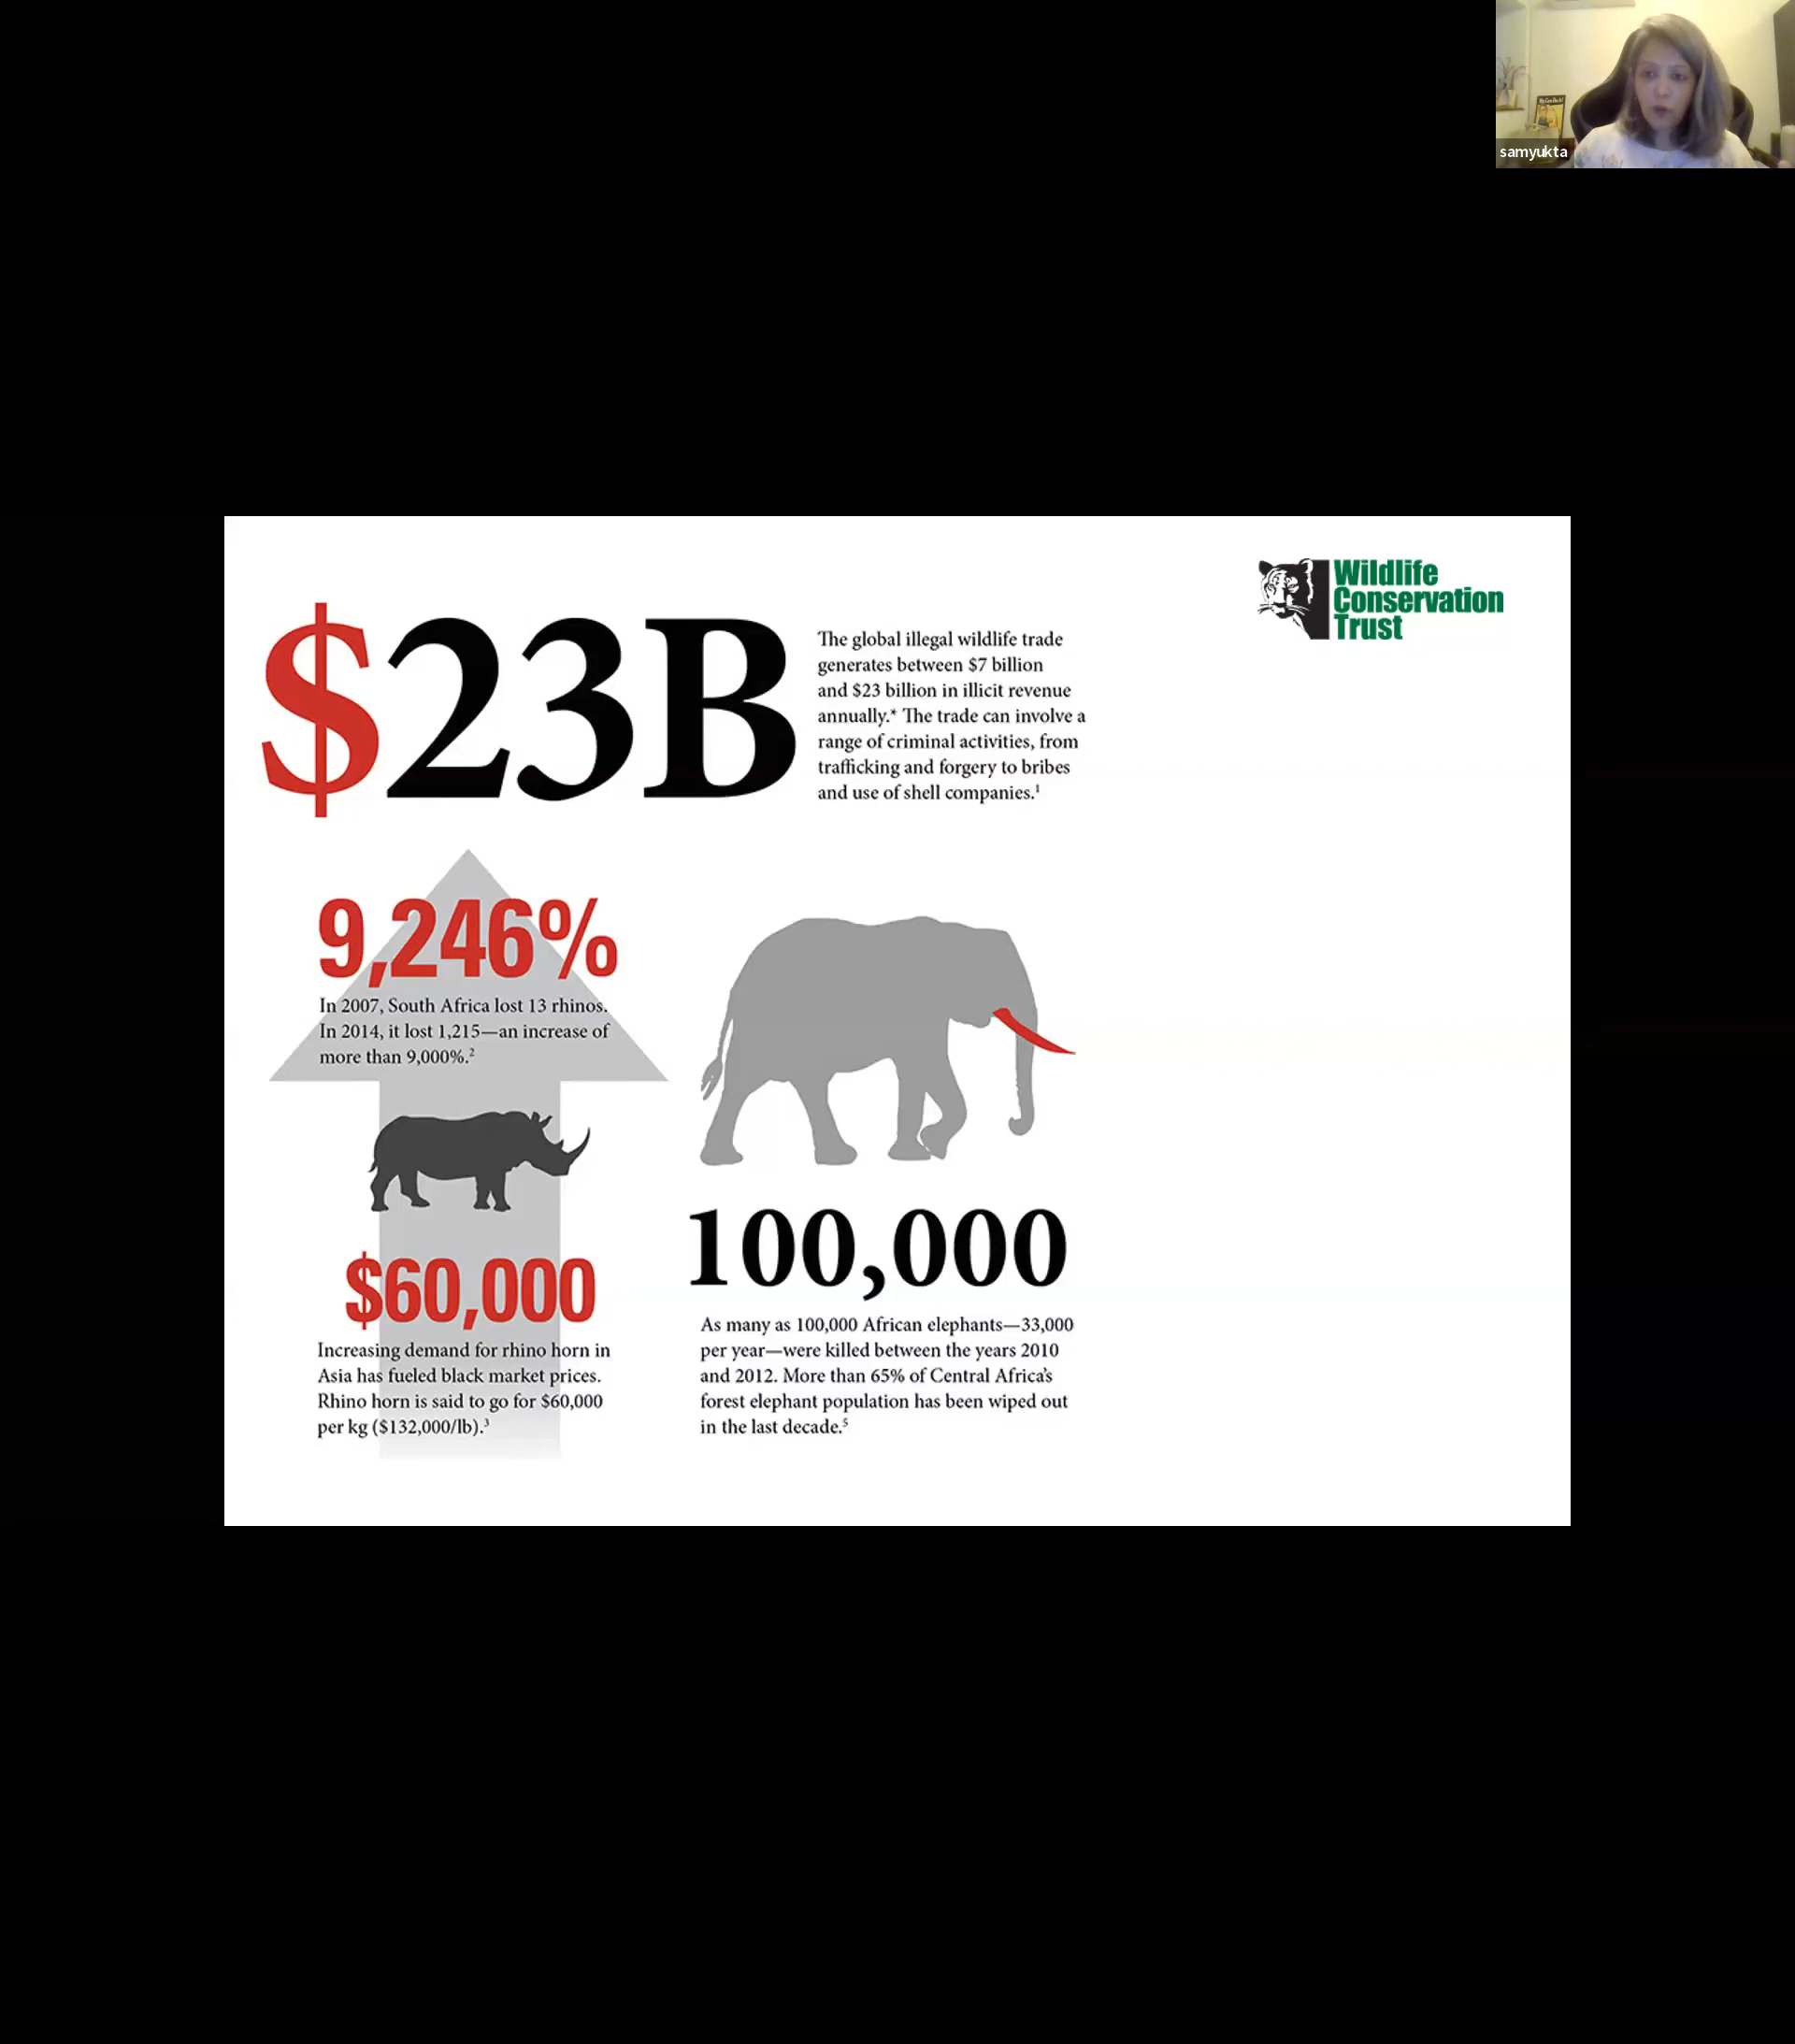 samyukta
Wildlife
Conservation
Trust
$23B
The global illegal wildlife trade
generates between $7 billion
and $23 billion in illicit revenue
annually.* The trade can involve a
range of criminal activities, from
trafficking and forgery to bribes
and use of shell companies.¹
9,246%
In 2007, South Africa lost 13 rhinos.
In 2014, it lost 1,215—an increase of
more than 9,000%.²
$60,000
Increasing demand for rhino horn in
Asia has fueled black market prices.
Rhino horn is said to go for $60,000
per kg ($132,000/lb).³
100,000
As many as 100,000 African elephants—33,000
per year—were killed between the years 2010
and 2012. More than 65% of Central Africa's
forest elephant population has been wiped out
in the last decade.⁵